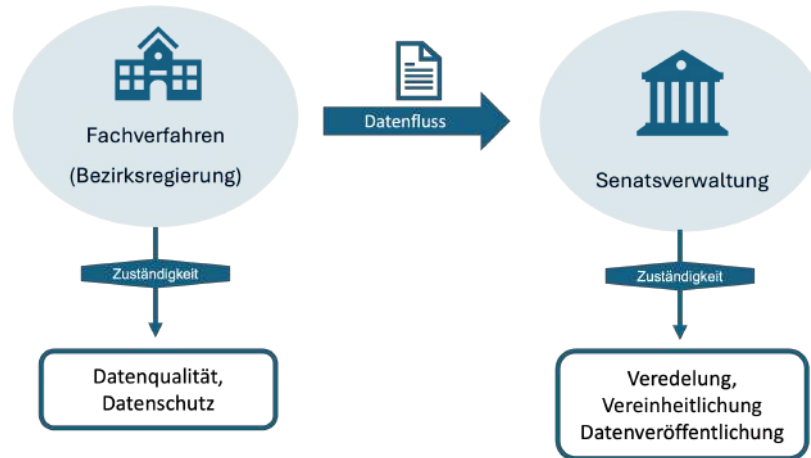 Fachverfahren
(Bezirksregierung)
Datenfluss
Senatsverwaltung
Zuständigkeit
Zuständigkeit
Datenqualität,
Datenschutz
Veredelung,
Vereinheitlichung
Datenveröffentlichung